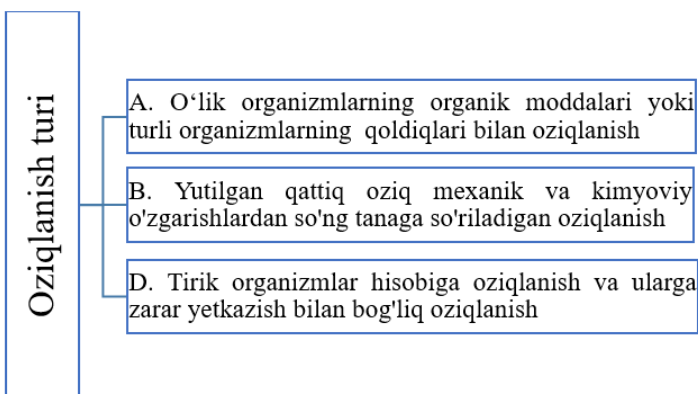 Oziqlanish turi
A. O‘lik organizmlarning organik moddalari yoki
turli organizmlarning qoldiqlari bilan oziqlanish
B. Yutilgan qattiq oziq mexanik va kimyoviy
o'zgarishlardan so'ng tanaga so'riladigan oziqlanish
D. Tirik organizmlar hisobiga oziqlanish va ularga
zarar yetkazish bilan bog'liq oziqlanish